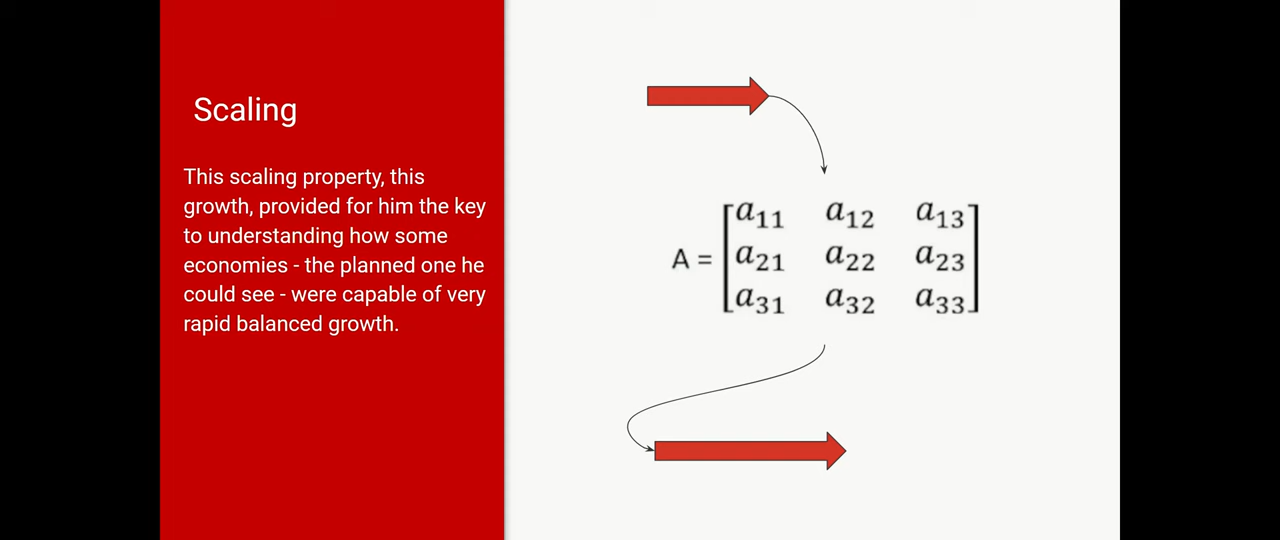 Scaling
This scaling property, this
growth, provided for him the key
to understanding how some
economies - the planned one he
could see - were capable of very
rapid balanced growth.
a₁₁ a₁₂ a₁₃
A = a₂₁ a₂₂ a₂₃
a₃₁ a₃₂ a₃₃